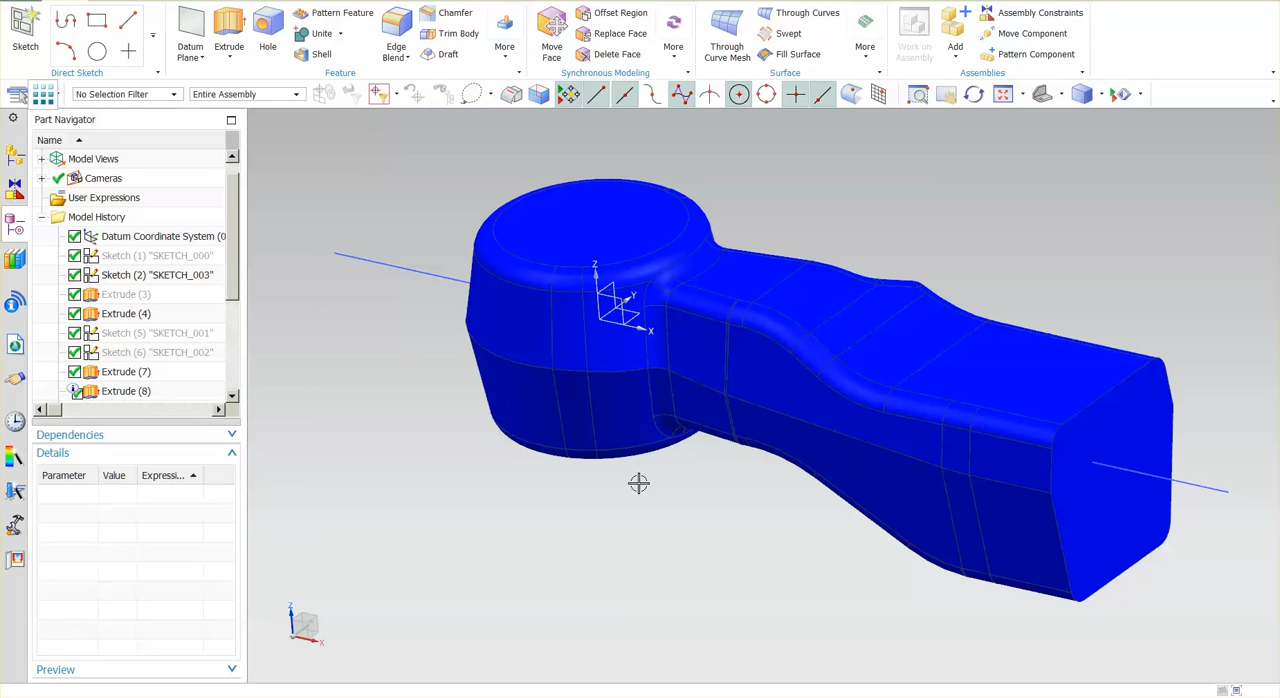 Sketch
Direct Sketch
Datum Plane
Extrude
Hole
Pattern Feature
Unite
Shell
Edge Blend
Chamfer
Trim Body
Draft
More
Feature
Move Face
Offset Region
Replace Face
Delete Face
More
Synchronous Modeling
Through Curve Mesh
Through Curves
Swept
Fill Surface
More
Surface
Work on Assembly
Add
Assembly Constraints
Move Component
Pattern Component
Assemblies
No Selection Filter
Entire Assembly
Part Navigator
Name
Model Views
Cameras
User Expressions
Model History
Datum Coordinate System (0
Sketch (1) "SKETCH_000"
Sketch (2) "SKETCH_003"
Extrude (3)
Extrude (4)
Sketch (5) "SKETCH_001"
Sketch (6) "SKETCH_002"
Extrude (7)
Extrude (8)
Dependencies
Details
Parameter Value Expressi...
Preview
Z
Y
X
Z
X